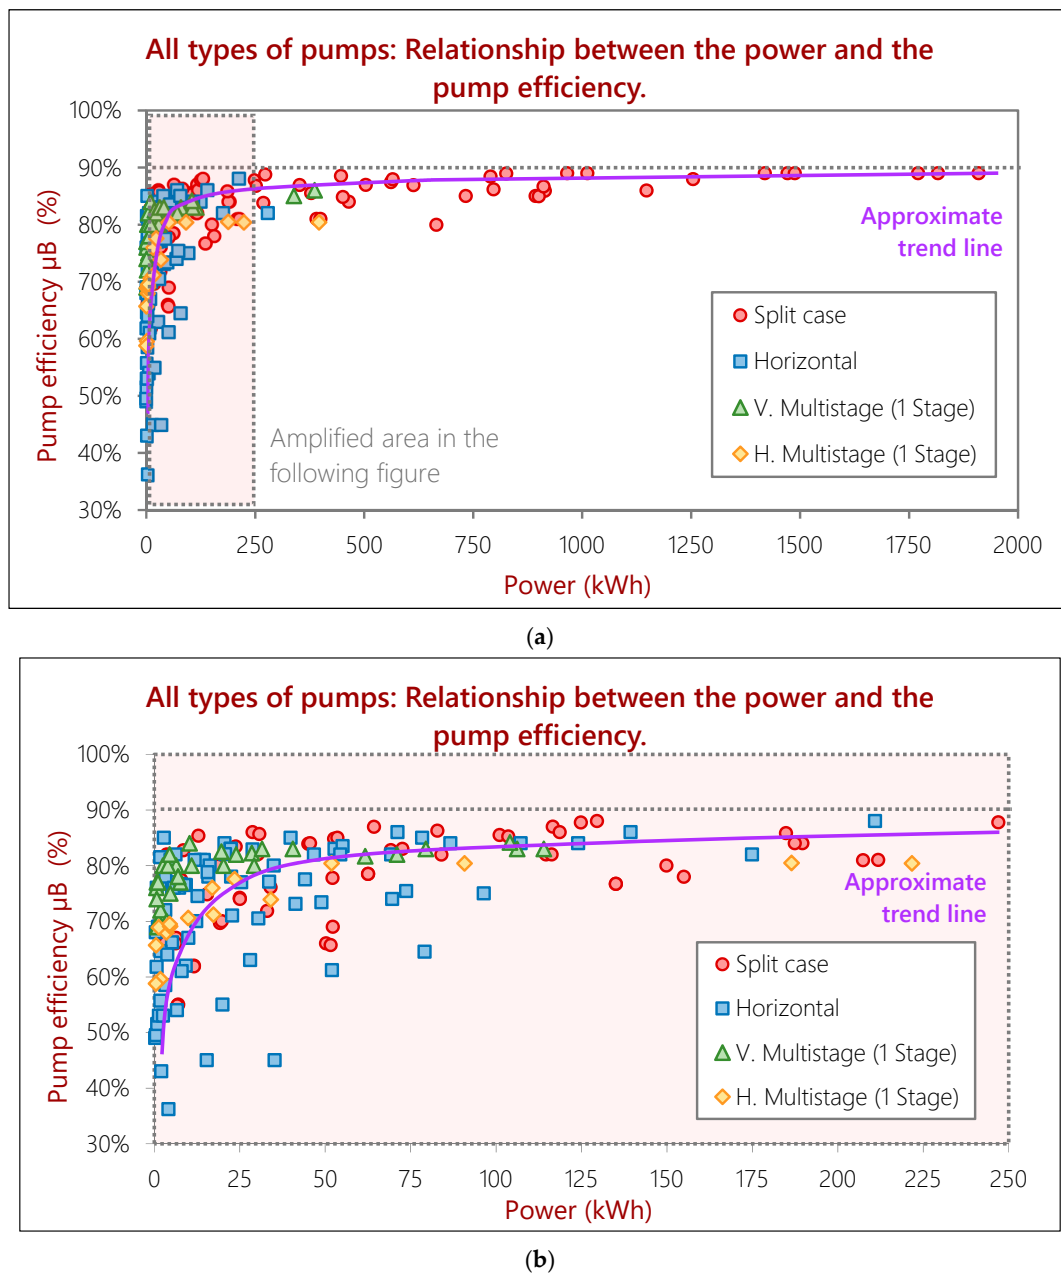 All types of pumps: Relationship between the power and the
pump efficiency.
100%
90%
80%
70%
60%
50%
40%
30%
Pump efficiency µB (%)
Approximate
trend line
Split case
Horizontal
V. Multistage (1 Stage)
H. Multistage (1 Stage)
Amplified area in the
following figure
0
250
500
750
1000
1250
1500
1750
2000
Power (kWh)
(a)
All types of pumps: Relationship between the power and the
pump efficiency.
100%
90%
80%
70%
60%
50%
40%
30%
Pump efficiency µB (%)
Approximate
trend line
Split case
Horizontal
V. Multistage (1 Stage)
H. Multistage (1 Stage)
0
25
50
75
100
125
150
175
200
225
250
Power (kWh)
(b)